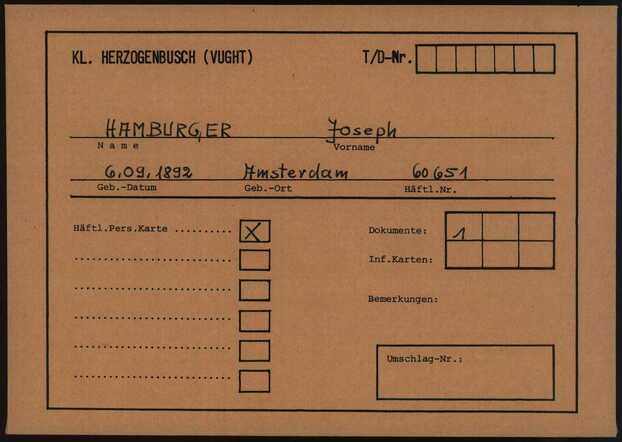 KL. HERZOGENBUSCH (VUGHT) T/D-Nr.
HAMBURGER Joseph
Name Vorname
6.09.1892 Amsterdam 60651
Geb.-Datum Geb.-Ort Häftl.Nr.
Häftl.Pers.Karte .......... X
Dokumente: 1
Inf.Karten:
Bemerkungen:
Umschlag-Nr.: